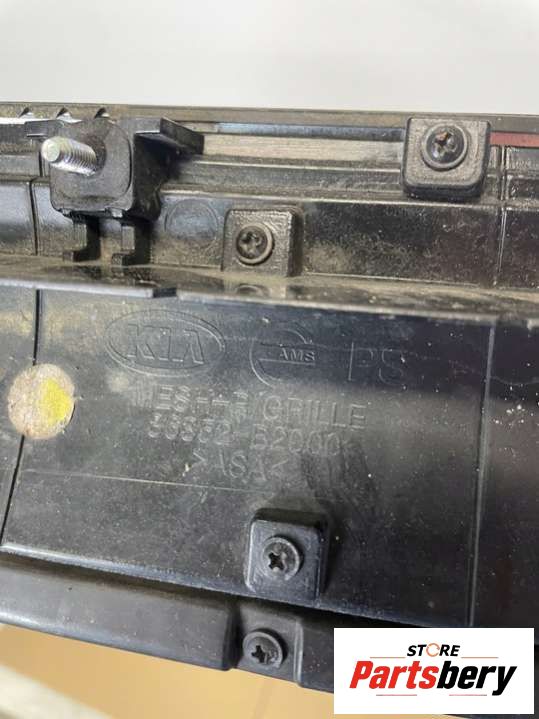 KIA AMS PS
MESH-R GRILLE
>ASA<
STORE
Partsbery